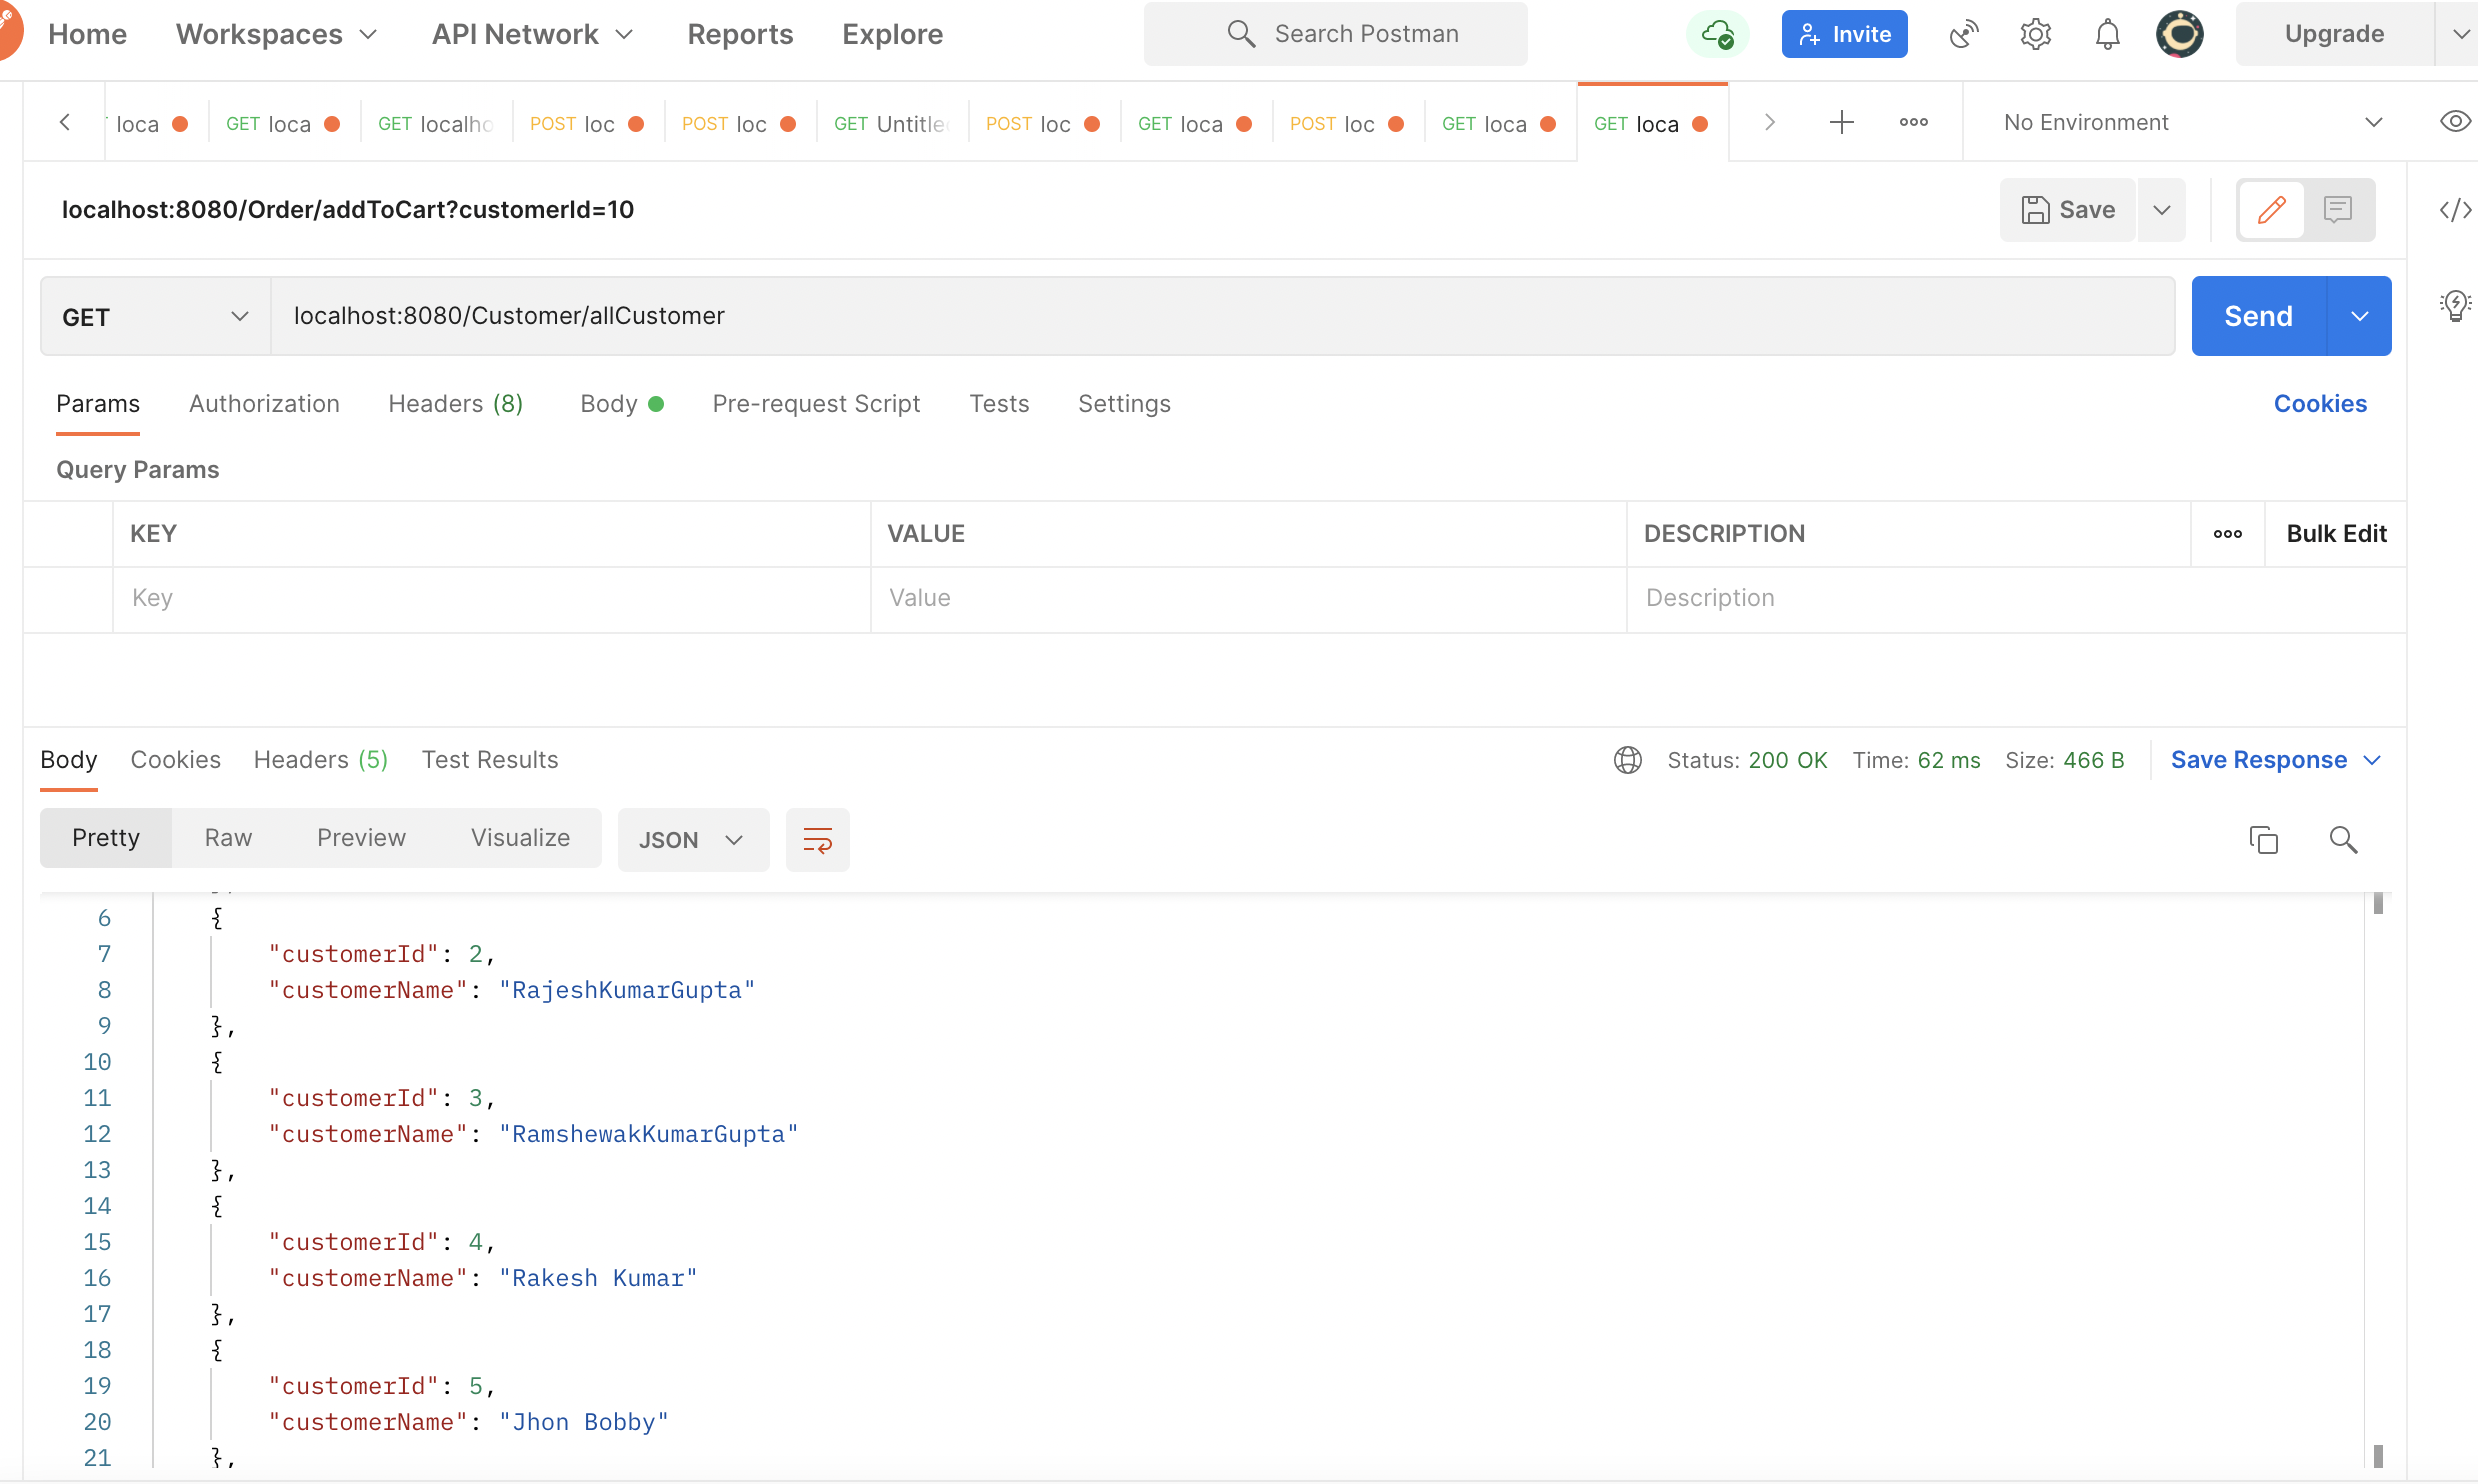 Home Workspaces API Network Reports Explore Search Postman Invite Upgrade
loca GET loca GET localho POST loc POST loc GET Untitle POST loc GET loca POST loc GET loca GET loca No Environment
localhost:8080/Order/addToCart?customerId=10 Save
GET localhost:8080/Customer/allCustomer Send
Params Authorization Headers (8) Body Pre-request Script Tests Settings Cookies
Query Params
KEY VALUE DESCRIPTION Bulk Edit
Key Value Description
Body Cookies Headers (5) Test Results Status: 200 OK Time: 62 ms Size: 466 B Save Response
Pretty Raw Preview Visualize JSON
6 {
7 "customerId": 2,
8 "customerName": "RajeshKumarGupta"
9 },
10 {
11 "customerId": 3,
12 "customerName": "RamshewakKumarGupta"
13 },
14 {
15 "customerId": 4,
16 "customerName": "Rakesh Kumar"
17 },
18 {
19 "customerId": 5,
20 "customerName": "Jhon Bobby"
21 },